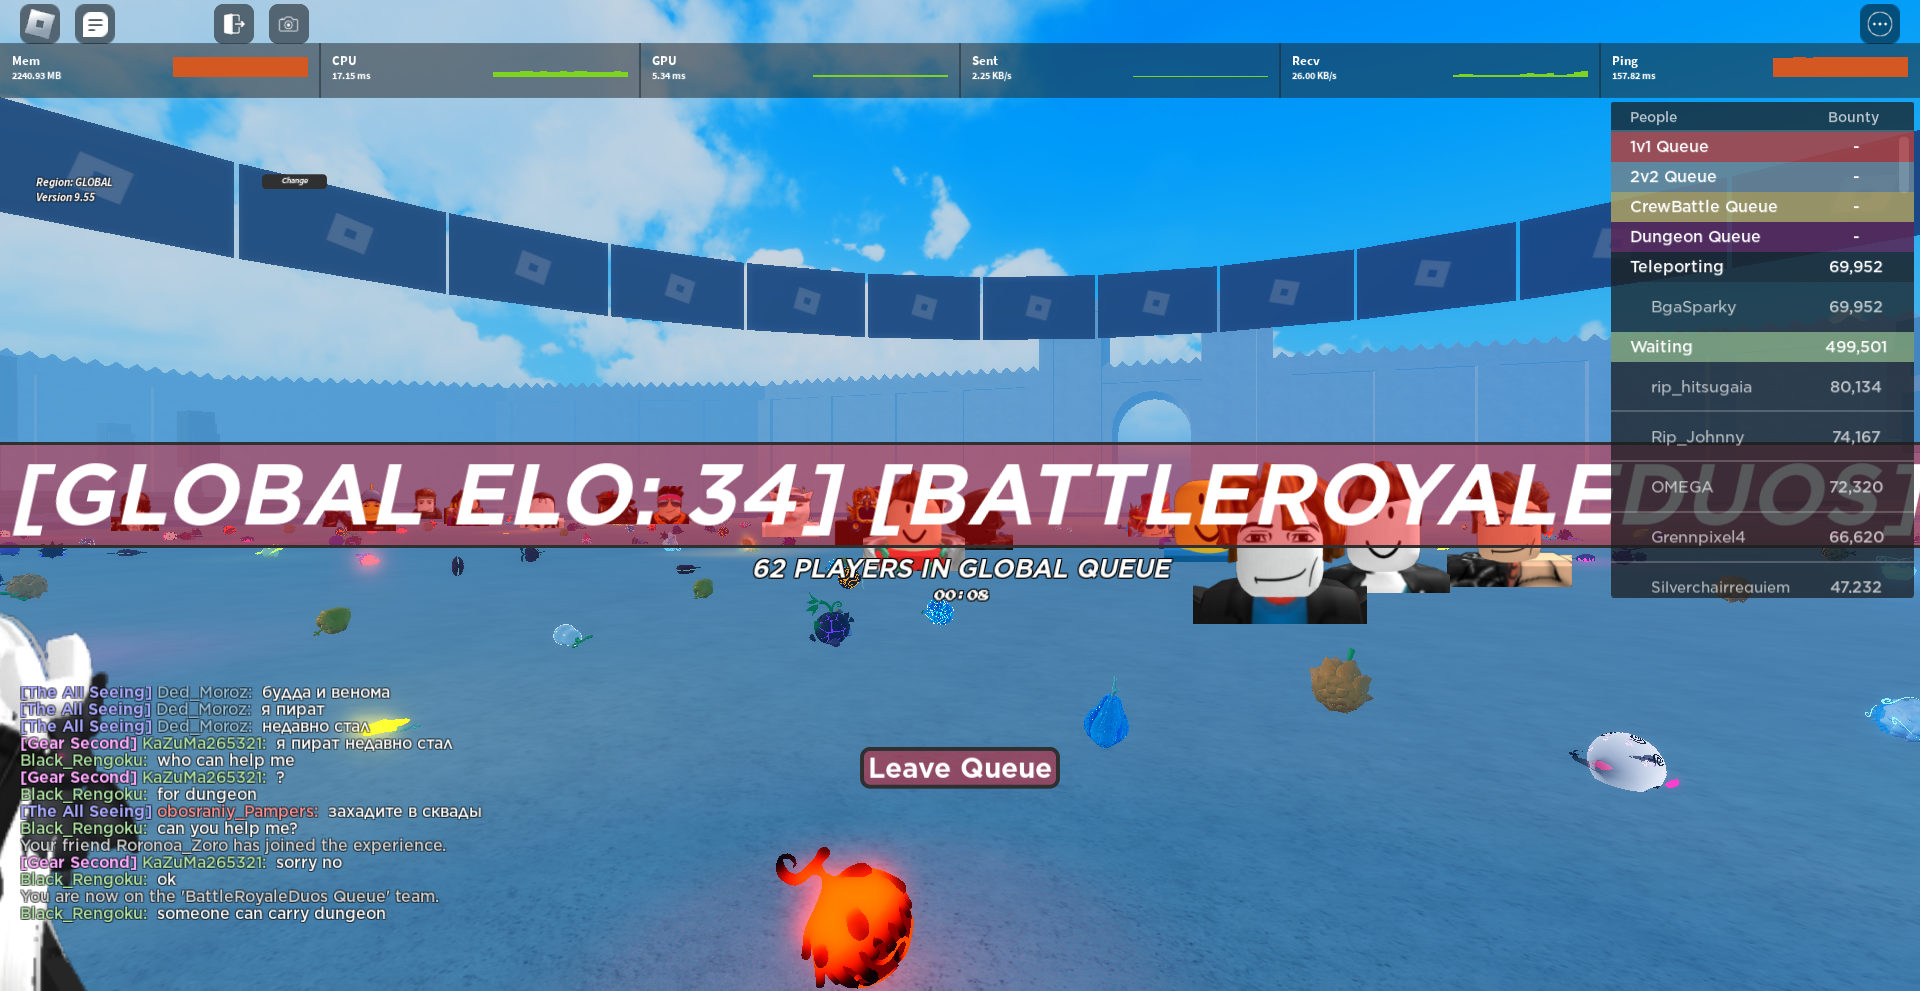 Mem
2240.93 MB
CPU
17.15 ms
GPU
5.34 ms
Sent
2.25 KB/s
Recv
26.00 KB/s
Ping
157.82 ms
Region: GLOBAL
Version 9.55
Change
People Bounty
1v1 Queue -
2v2 Queue -
CrewBattle Queue -
Dungeon Queue -
Teleporting 69,952
BgaSparky 69,952
Waiting 499,501
rip_hitsugaia 80,134
Rip_Johnny 74,167
OMEGA 72,320
Grennpixel4 66,620
Silverchairrequiem 47,232
[GLOBAL ELO: 34] [BATTLEROYALEDUOS]
62 PLAYERS IN GLOBAL QUEUE
00:08
Leave Queue
[The All Seeing] Ded_Moroz: будда и венома
[The All Seeing] Ded_Moroz: я пират
[The All Seeing] Ded_Moroz: недавно стал
[Gear Second] KaZuMa265321: я пират недавно стал
Black_Rengoku: who can help me
[Gear Second] KaZuMa265321: ?
Black_Rengoku: for dungeon
[The All Seeing] obosraniy_Pampers: захадите в сквады
Black_Rengoku: can you help me?
Your friend Roronoa_Zoro has joined the experience.
[Gear Second] KaZuMa265321: sorry no
Black_Rengoku: ok
You are now on the 'BattleRoyaleDuos Queue' team.
Black_Rengoku: someone can carry dungeon